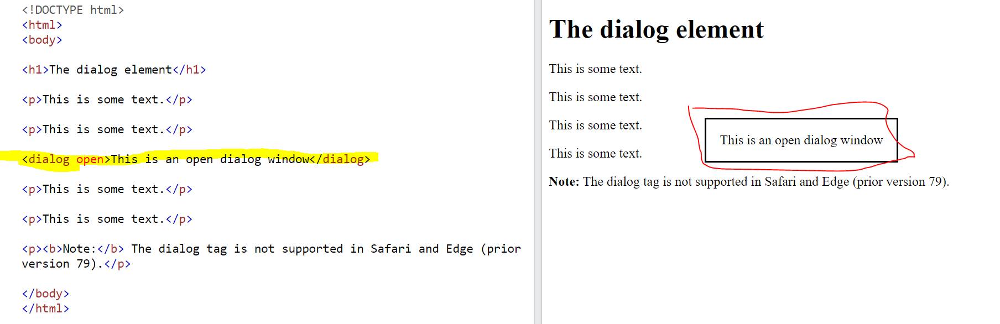 <!DOCTYPE html>
<html>
<body>
<h1>The dialog element</h1>
<p>This is some text.</p>
<p>This is some text.</p>
<dialog open>This is an open dialog window</dialog>
<p>This is some text.</p>
<p>This is some text.</p>
<p><b>Note:</b> The dialog tag is not supported in Safari and Edge (prior
version 79).</p>
</body>
</html>
The dialog element
This is some text.
This is some text.
This is some text.
This is an open dialog window
This is some text.
Note: The dialog tag is not supported in Safari and Edge (prior version 79).